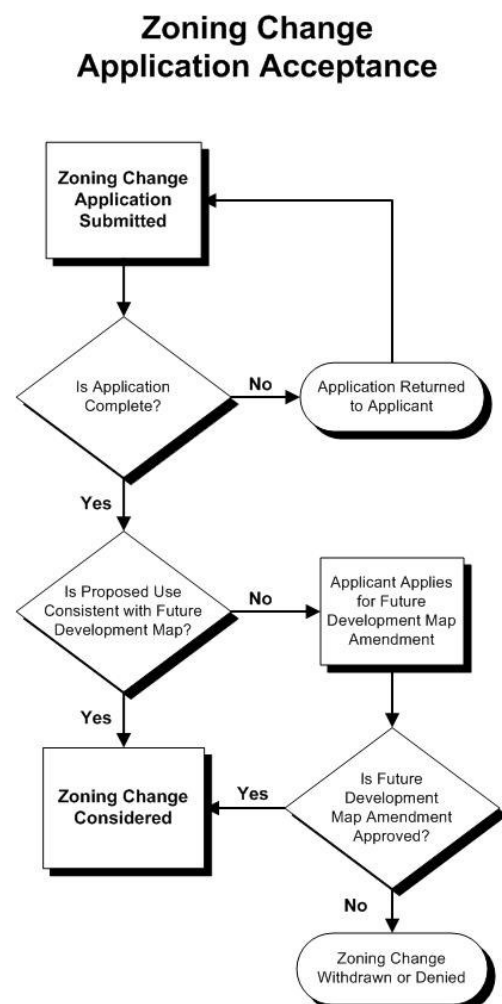 Zoning Change
Application Acceptance
Zoning Change
Application
Submitted
Is Application
Complete?
No
Application Returned
to Applicant
Yes
Is Proposed Use
Consistent with Future
Development Map?
No
Applicant Applies
for Future
Development Map
Amendment
Yes
Zoning Change
Considered
Yes
Is Future
Development
Map Amendment
Approved?
No
Zoning Change
Withdrawn or Denied